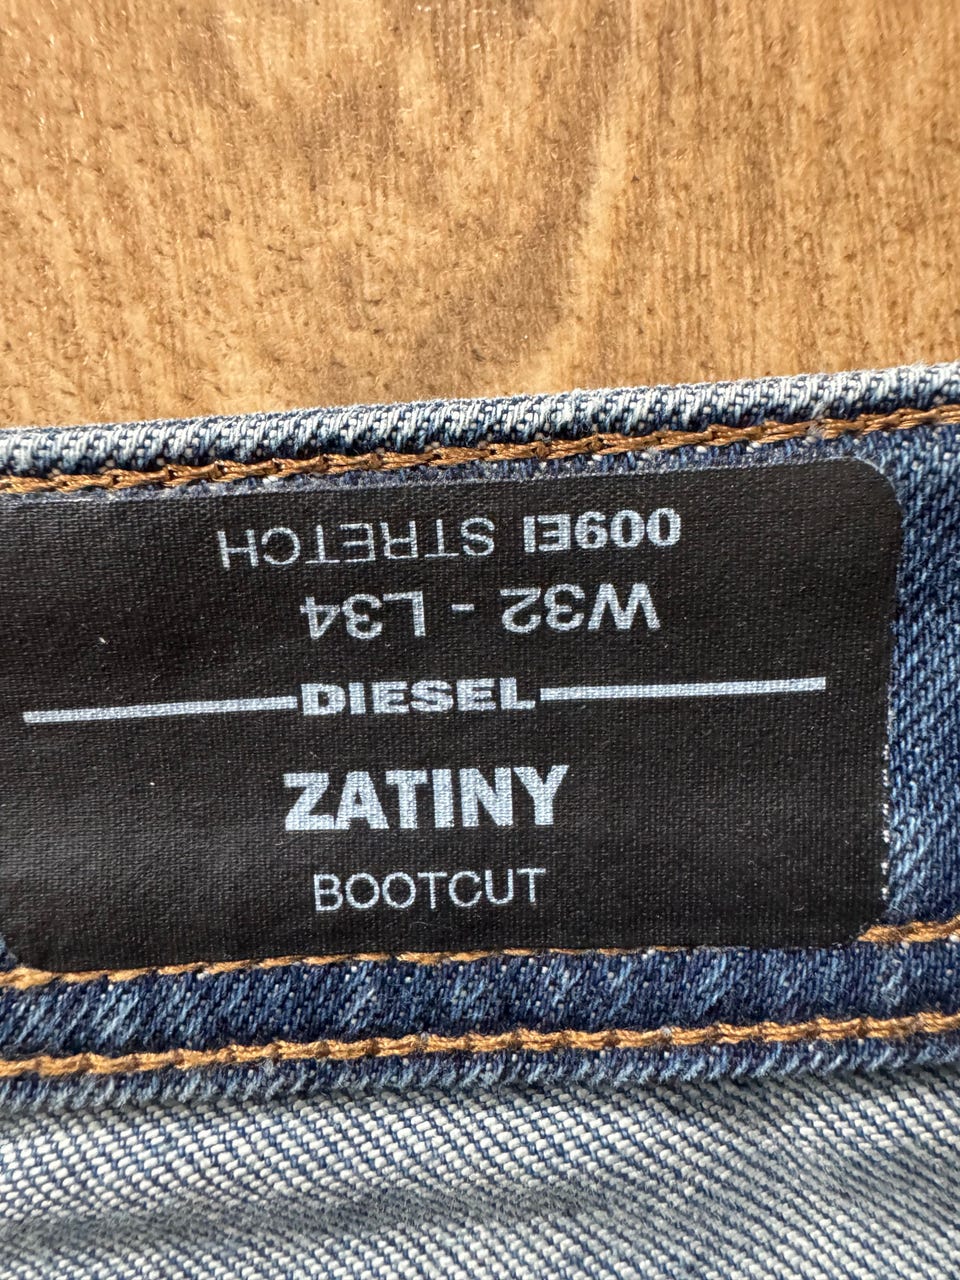 009EI STRETCH
W32 - L34
DIESEL
ZATINY
BOOTCUT